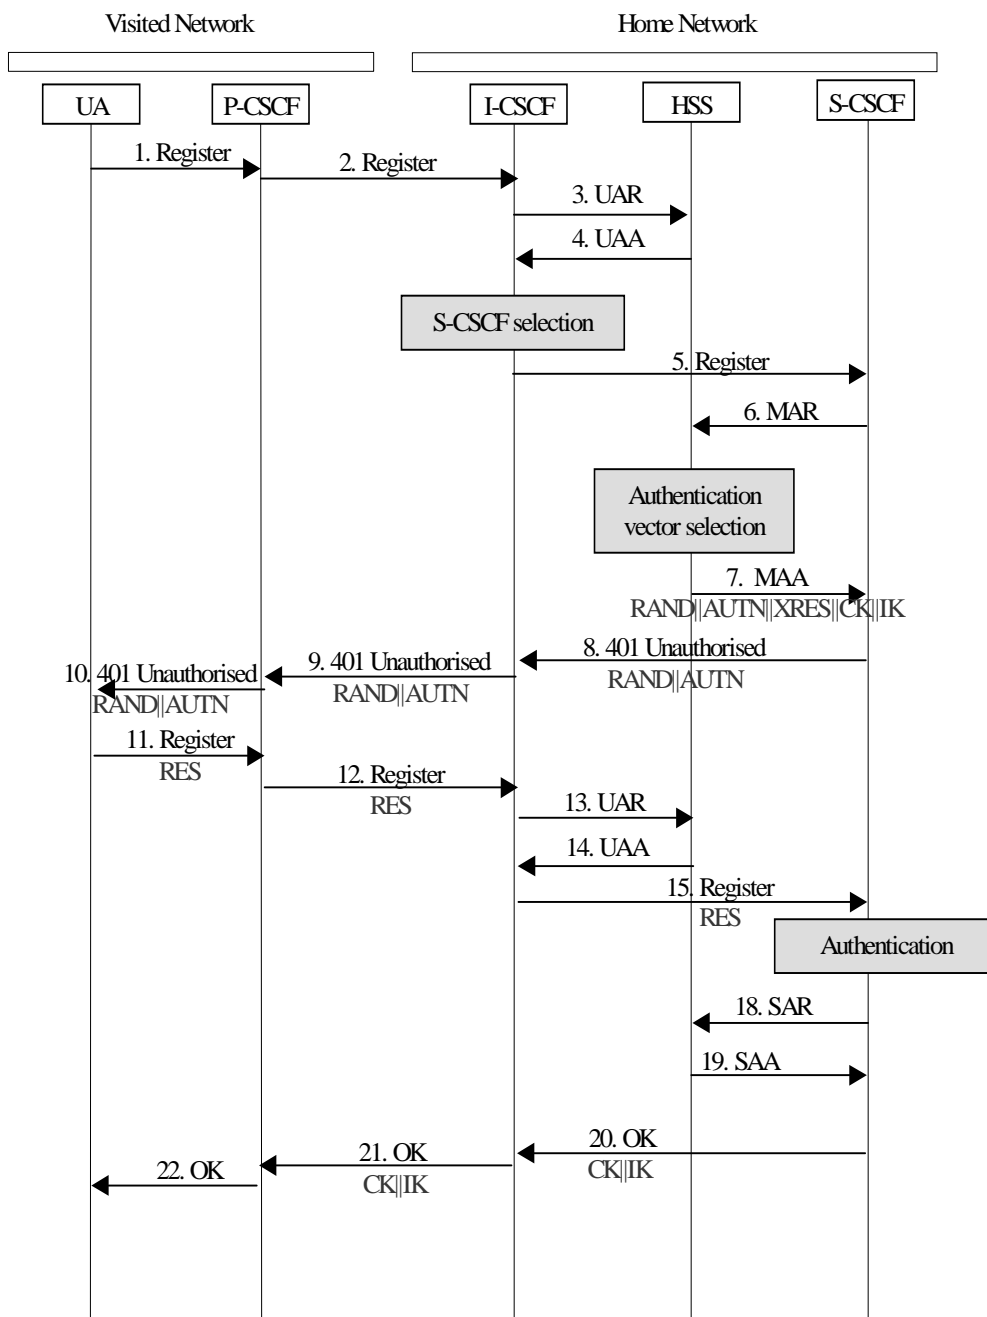 Visited Network
Home Network
UA
P-CSCF
I-CSCF
HSS
S-CSCF
1. Register
2. Register
3. UAR
4. UAA
S-CSCF selection
5. Register
6. MAR
Authentication
vector selection
7. MAA
RAND||AUTN||XRES||CK||IK
8. 401 Unauthorised
RAND||AUTN
9. 401 Unauthorised
RAND||AUTN
10. 401 Unauthorised
RAND||AUTN
11. Register
RES
12. Register
RES
13. UAR
14. UAA
15. Register
RES
Authentication
18. SAR
19. SAA
20. OK
CK||IK
21. OK
CK||IK
22. OK